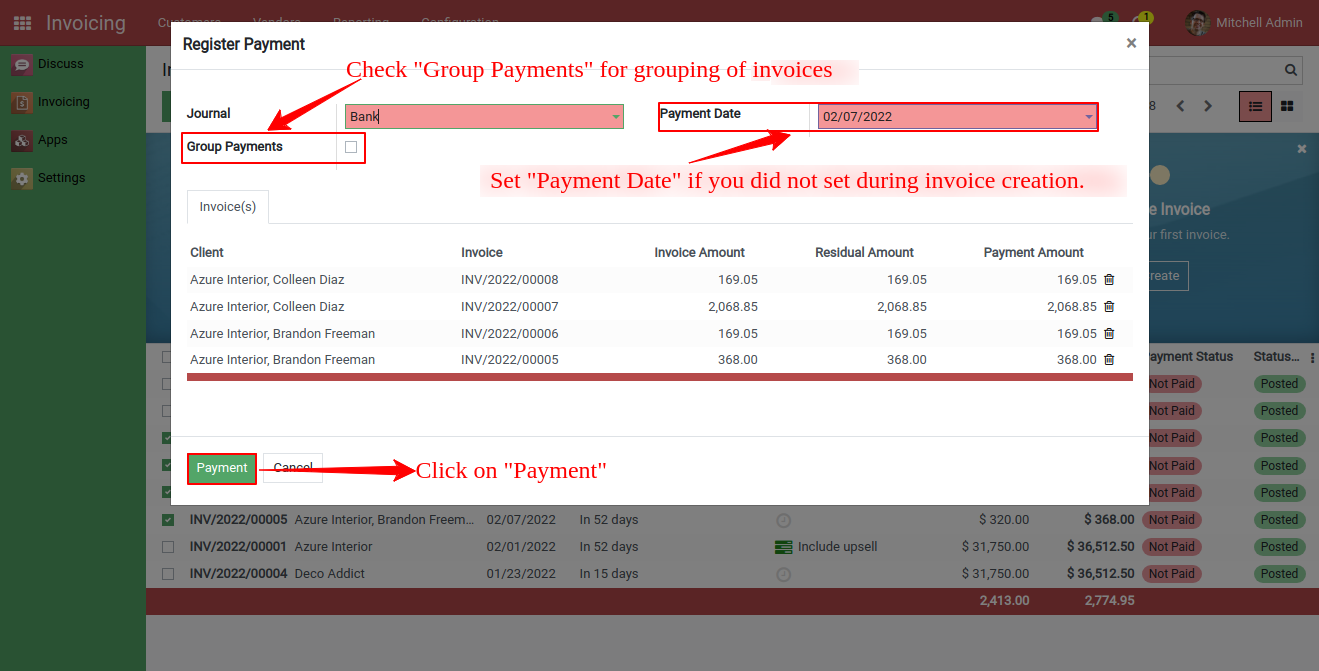 Invoicing
Customers Vendors Reporting Configuration
5
1
Mitchell Admin
Discuss
Invoicing
Apps
Settings
Register Payment
×
Check "Group Payments" for grouping of invoices
Journal
Bank
Payment Date
02/07/2022
Group Payments
Set "Payment Date" if you did not set during invoice creation.
Invoice(s)
Client Invoice Invoice Amount Residual Amount Payment Amount
Azure Interior, Colleen Diaz INV/2022/00008 169.05 169.05 169.05
Azure Interior, Colleen Diaz INV/2022/00007 2,068.85 2,068.85 2,068.85
Azure Interior, Brandon Freeman INV/2022/00006 169.05 169.05 169.05
Azure Interior, Brandon Freeman INV/2022/00005 368.00 368.00 368.00
Payment
Cancel
Click on "Payment"
8
e Invoice
ur first invoice.
reate
ayment Status Status...
Not Paid Posted
Not Paid Posted
Not Paid Posted
Not Paid Posted
Not Paid Posted
INV/2022/00005 Azure Interior, Brandon Freem... 02/07/2022 In 52 days $ 320.00 $ 368.00 Not Paid Posted
INV/2022/00001 Azure Interior 02/01/2022 In 52 days Include upsell $ 31,750.00 $ 36,512.50 Not Paid Posted
INV/2022/00004 Deco Addict 01/23/2022 In 15 days $ 31,750.00 $ 36,512.50 Not Paid Posted
2,413.00 2,774.95